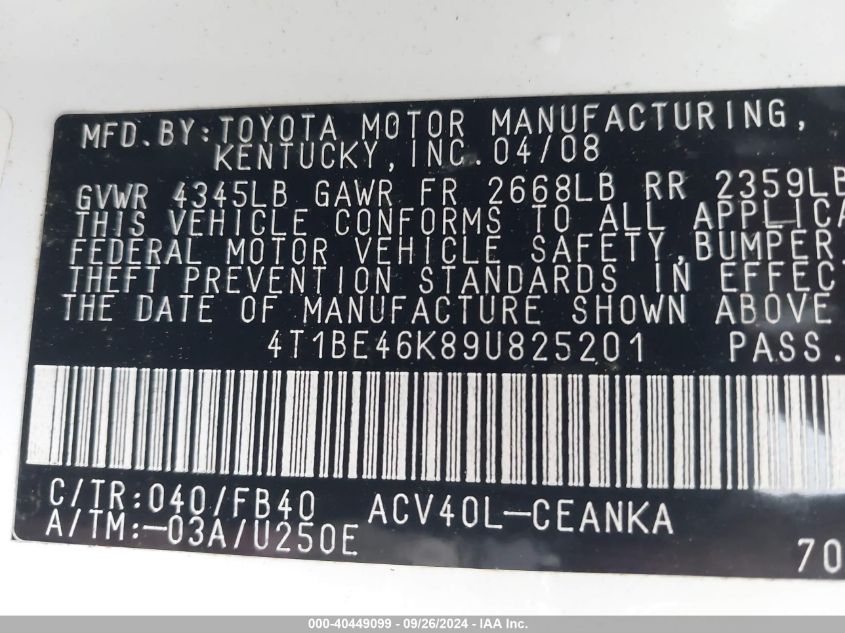 MFD.BY:TOYOTA MOTOR MANUFACTURING,
KENTUCKY,INC.04/08
GVWR 4345LB GAWR FR 2668LB RR 2359LB
THIS VEHICLE CONFORMS TO ALL APPLICA
FEDERAL MOTOR VEHICLE SAFETY,BUMPER,
THEFT PREVENTION STANDARDS IN EFFEC
THE DATE OF MANUFACTURE SHOWN ABOVE
4T1BE46K89U825201 PASS.
C/TR:040/FB40 ACV40L-CEANKA
A/TM:-03A/U250E
70
000-40449099 - 09/26/2024 - IAA Inc.